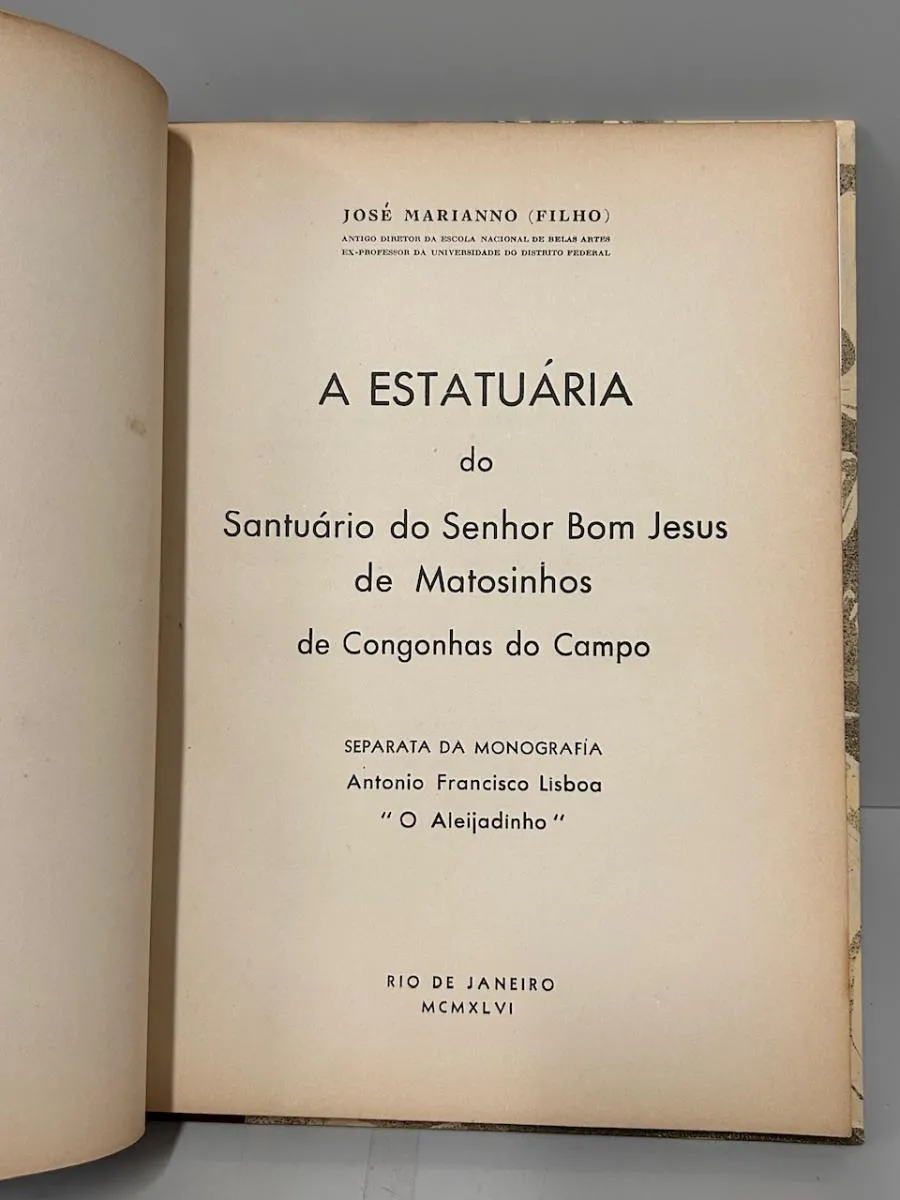 JOSÉ MARIANNO (FILHO)
ANTIGO DIRETOR DA ESCOLA NACIONAL DE BELAS ARTES
EX-PROFESSOR DA UNIVERSIDADE DO DISTRITO FEDERAL
A ESTATUÁRIA
do
Santuário do Senhor Bom Jesus
de Matosinhos
de Congonhas do Campo
SEPARATA DA MONOGRAFÍA
Antonio Francisco Lisboa
"O Aleijadinho"
RIO DE JANEIRO
MCMXLVI